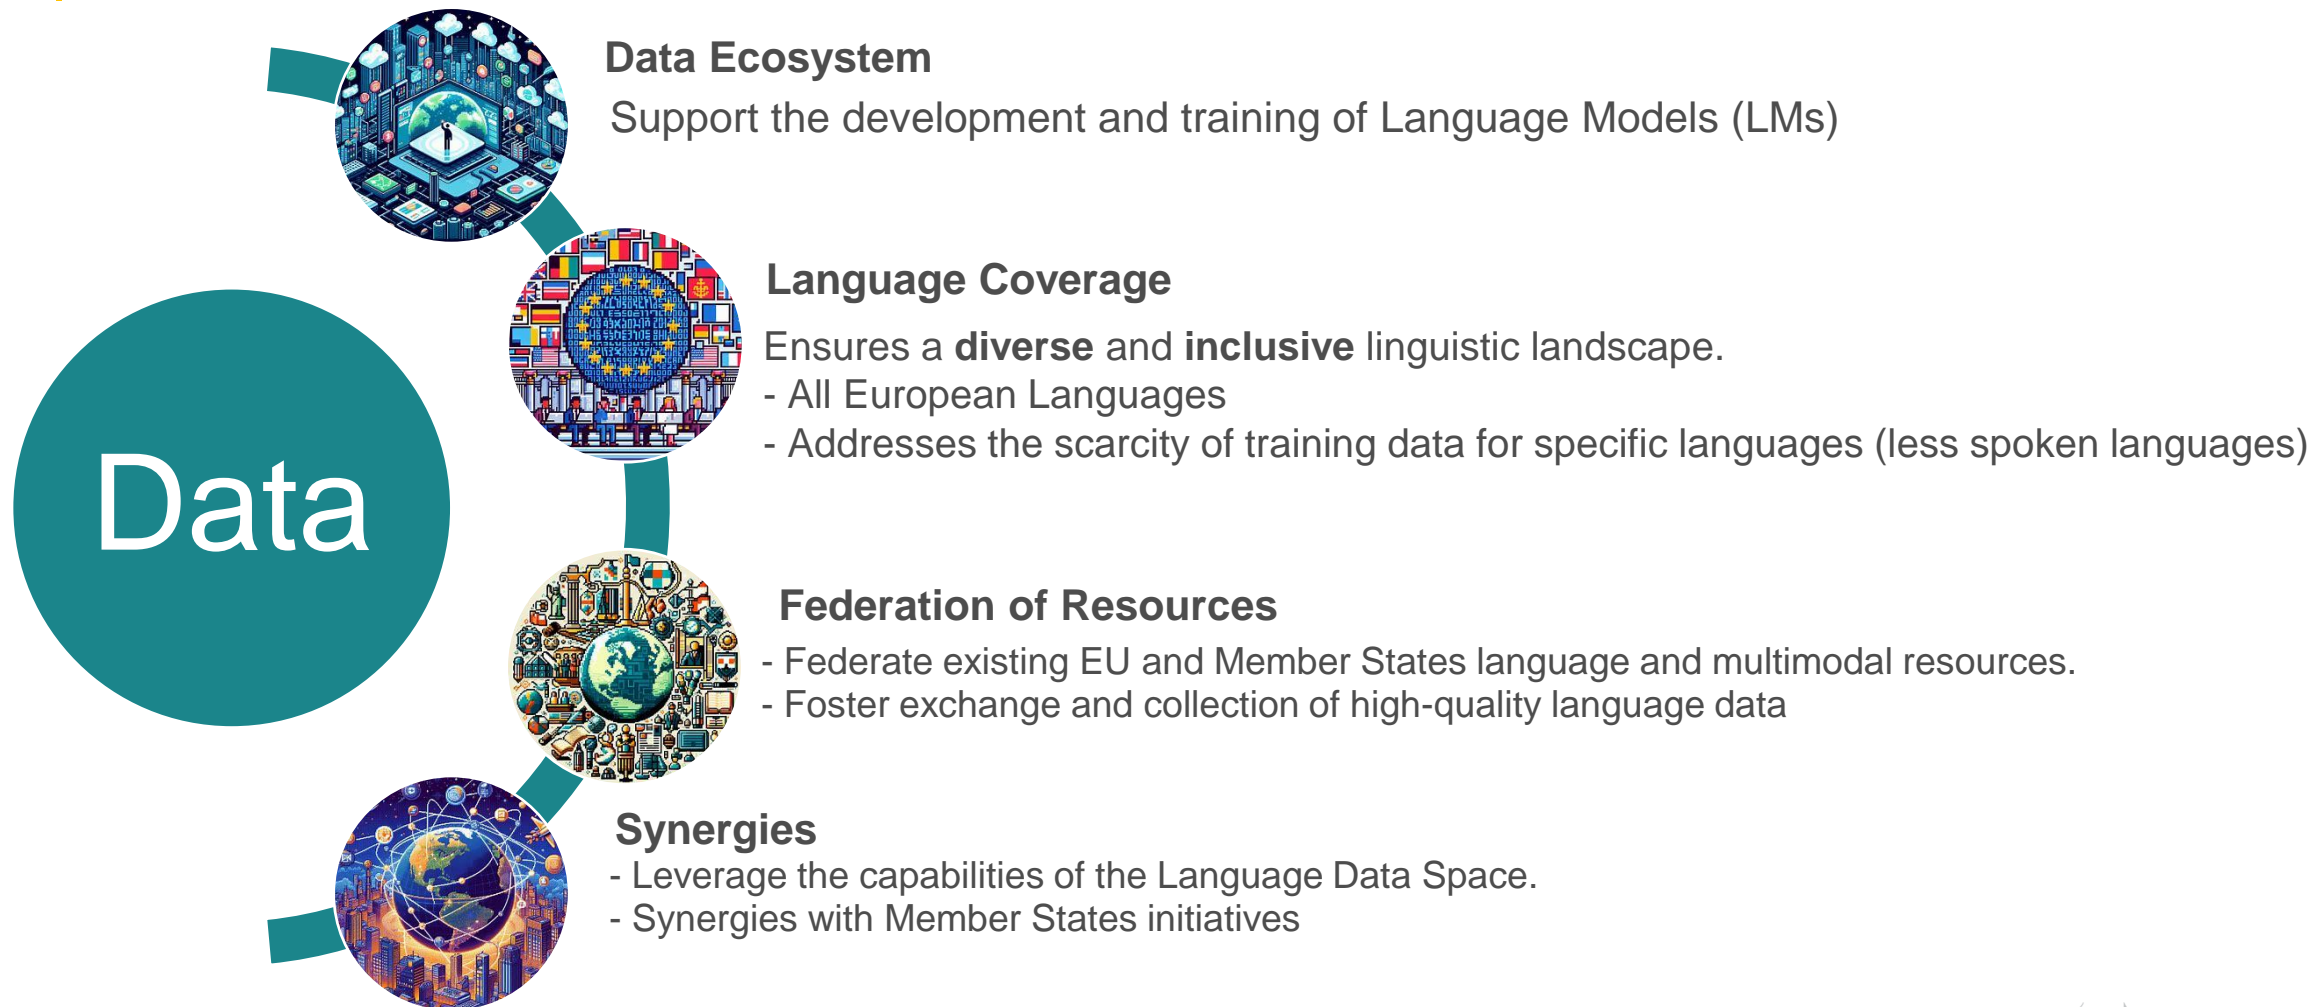 Data Ecosystem
Support the development and training of Language Models (LMs)
Language Coverage
Ensures a diverse and inclusive linguistic landscape.
- All European Languages
- Addresses the scarcity of training data for specific languages (less spoken languages)
Data
Federation of Resources
- Federate existing EU and Member States language and multimodal resources.
- Foster exchange and collection of high-quality language data
Synergies
- Leverage the capabilities of the Language Data Space.
- Synergies with Member States initiatives